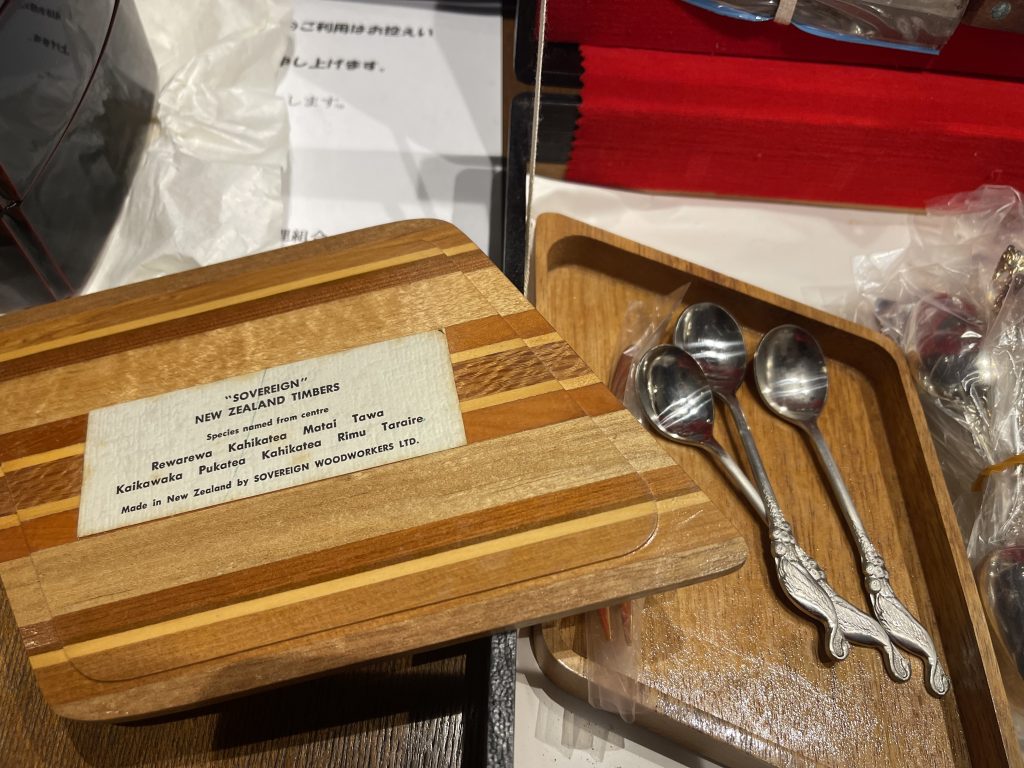 のご利用はお控えい
申し上げます。
します。
"SOVEREIGN"
NEW ZEALAND TIMBERS
Species named from centre
Rewarewa Kahikatea Matai Tawa
Kaikawaka Pukatea Kahikatea Rimu Taraire
Made in New Zealand by SOVEREIGN WOODWORKERS LTD.